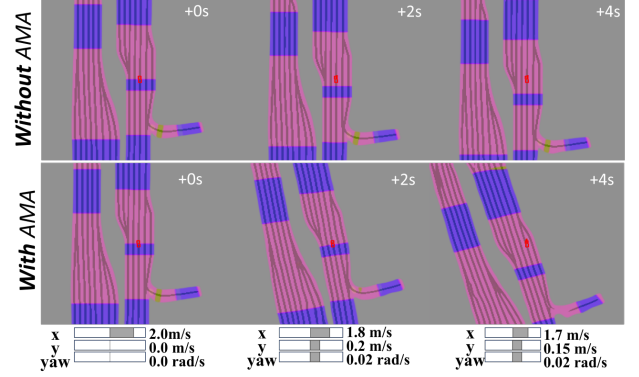 Without AMA
+0s
+2s
+4s
With AMA
+0s
+2s
+4s
x 2.0m/s
y 0.0 m/s
yaw 0.0 rad/s
x 1.8 m/s
y 0.2 m/s
yaw 0.02 rad/s
x 1.7 m/s
y 0.15 m/s
yaw 0.02 rad/s